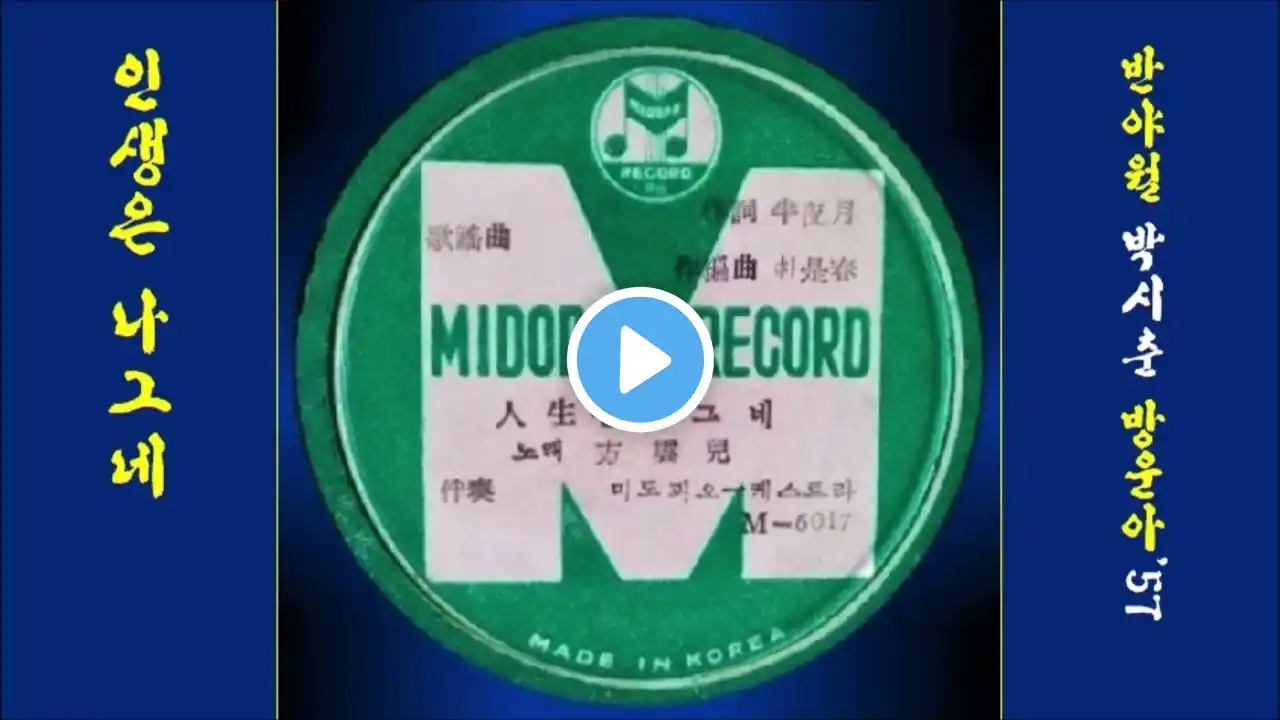 인생은 나그네
RECORD
歌謠曲
作詞 半夜月
作編曲 朴是春
RECORD
人生
그네
노래 方雲兒
伴奏 미도파오ー케스트라
M-6017
MADE IN KOREA
반야월 박시춘 방운아 '57